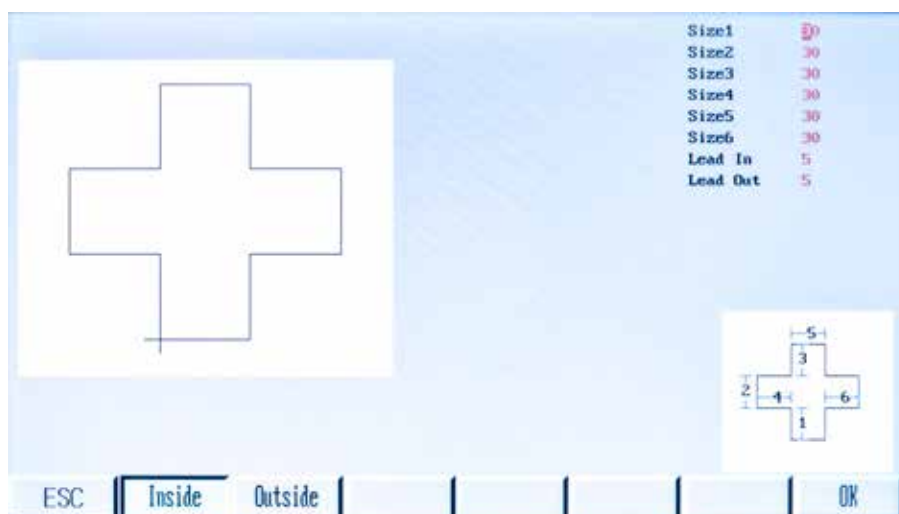 Size1 30
Size2 30
Size3 30
Size4 30
Size5 30
Size6 30
Lead In 5
Lead Out 5
5
3
2
4
6
1
ESC Inside Outside OK